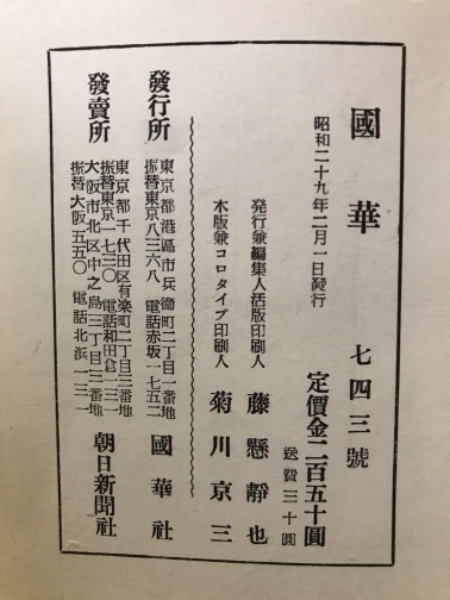 國華 七四三號
昭和二十九年二月一日發行 定價金二百五十圓
送費三十圓
発行兼編集人活版印刷人 藤懸靜也
木版兼コロタイプ印刷人 菊川京三
發行所 東京都港區市兵衞町二丁目一番地 國華社
振替東京八三六八 電話赤坂一七五二
發賣所 東京都千代田区有楽町二丁目三番地 朝日新聞社
振替東京一七三〇 電話和田倉一三一
大阪市北区中之島三丁目三番地
振替大阪五五〇 電話北浜一三一